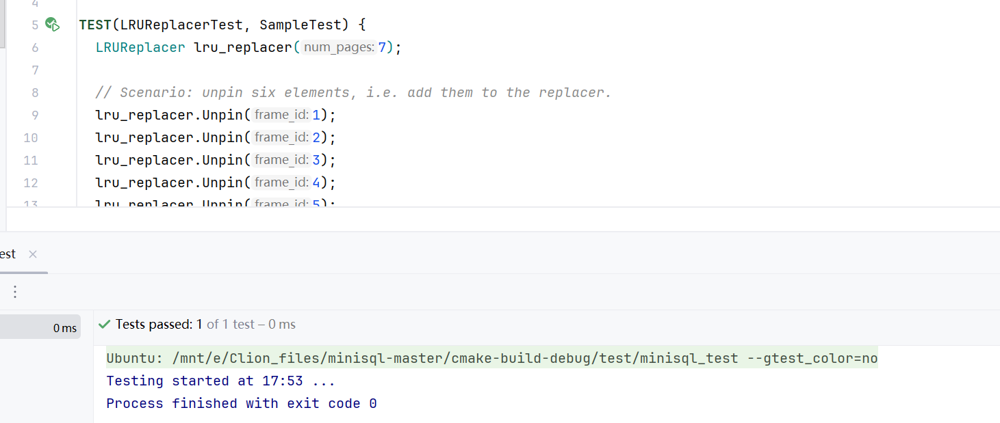 4
5 TEST(LRUReplacerTest, SampleTest) {
6 LRUReplacer lru_replacer( num_pages: 7);
7
8 // Scenario: unpin six elements, i.e. add them to the replacer.
9 lru_replacer.Unpin( frame_id: 1);
10 lru_replacer.Unpin( frame_id: 2);
11 lru_replacer.Unpin( frame_id: 3);
12 lru_replacer.Unpin( frame_id: 4);
13 lru_replacer.Unpin( frame_id: 5);
est ×
0 ms
Tests passed: 1 of 1 test – 0 ms
Ubuntu: /mnt/e/Clion_files/minisql-master/cmake-build-debug/test/minisql_test --gtest_color=no
Testing started at 17:53 ...
Process finished with exit code 0